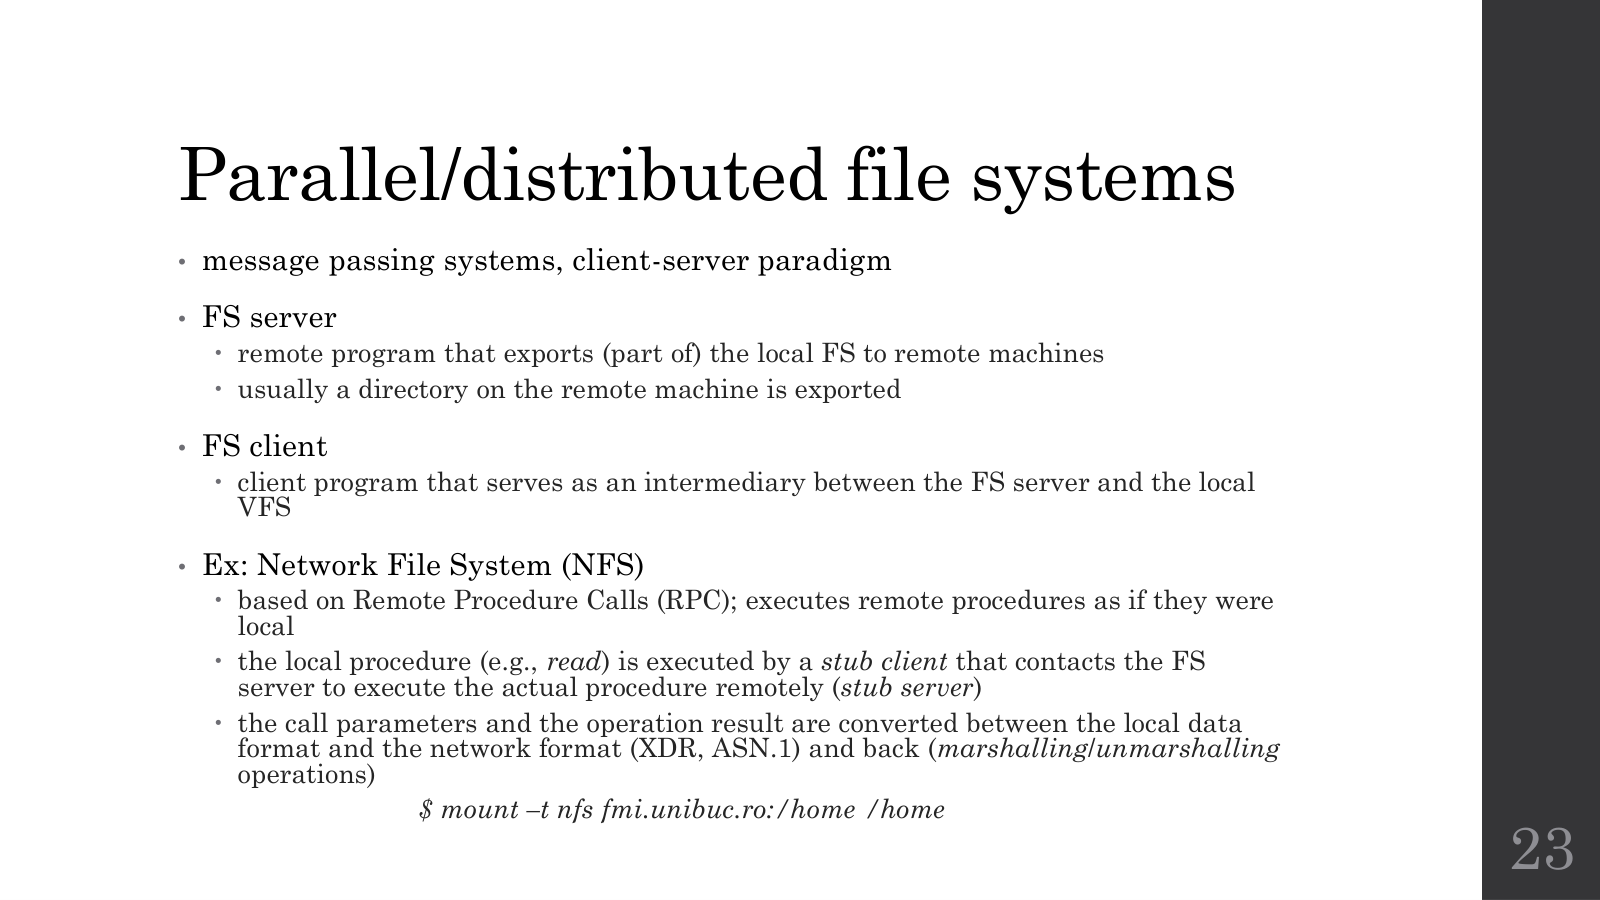 Parallel/distributed file systems
• message passing systems, client-server paradigm
• FS server
• remote program that exports (part of) the local FS to remote machines
• usually a directory on the remote machine is exported
• FS client
• client program that serves as an intermediary between the FS server and the local
VFS
• Ex: Network File System (NFS)
• based on Remote Procedure Calls (RPC); executes remote procedures as if they were
local
• the local procedure (e.g., read) is executed by a stub client that contacts the FS
server to execute the actual procedure remotely (stub server)
• the call parameters and the operation result are converted between the local data
format and the network format (XDR, ASN.1) and back (marshalling/unmarshalling
operations)
$ mount –t nfs fmi.unibuc.ro:/home /home
23